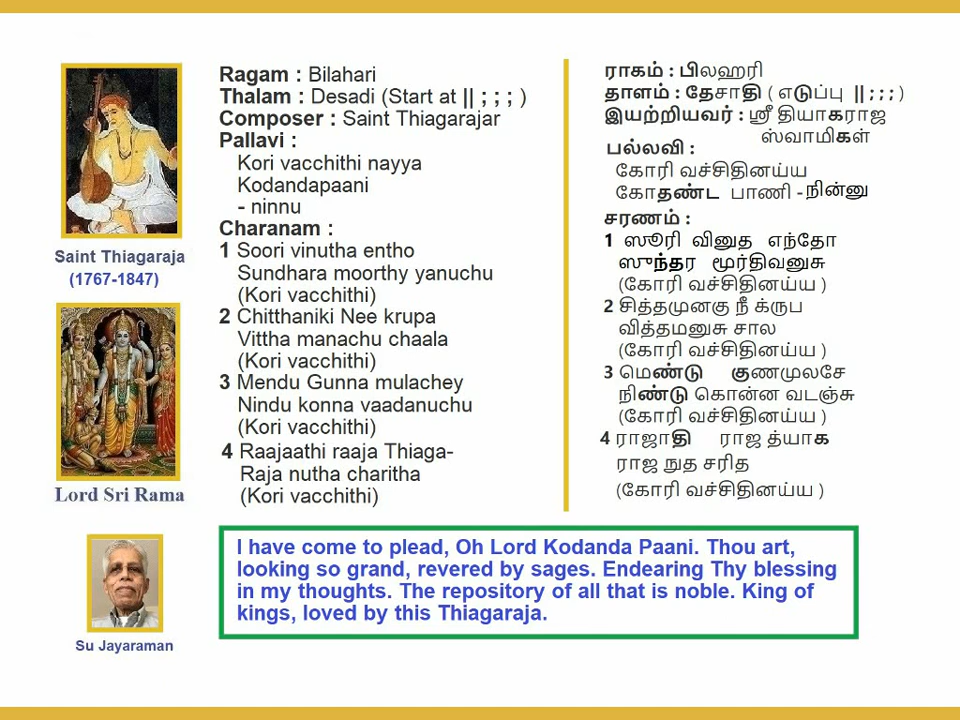 Saint Thiagaraja
(1767-1847)
Lord Sri Rama
Su Jayaraman
Ragam : Bilahari
Thalam : Desadi (Start at || ; ; ; )
Composer : Saint Thiagarajar
Pallavi :
Kori vacchithi nayya
Kodandapaani
- ninnu
Charanam :
1 Soori vinutha entho
Sundhara moorthy yanuchu
(Kori vacchithi)
2 Chitthaniki Nee krupa
Vittha manachu chaala
(Kori vacchithi)
3 Mendu Gunna mulachey
Nindu konna vaadanuchu
(Kori vacchithi)
4 Raajaathi raaja Thiaga-
Raja nutha charitha
(Kori vacchithi)
ராகம் : பிலஹரி
தாளம் : தேசாதி ( எடுப்பு || ; ; ; )
இயற்றியவர் : ஸ்ரீ தியாகராஜ
ஸ்வாமிகள்
பல்லவி :
கோரி வச்சிதினய்ய
கோதண்ட பாணி - நின்னு
சரணம் :
1 ஸூரி வினுத எந்தோ
ஸுந்தர மூர்திவனுசு
(கோரி வச்சிதினய்ய )
2 சித்தமுனகு நீ க்ருப
வித்தமனுசு சால
(கோரி வச்சிதினய்ய )
3 மெண்டு குணமுலசே
நிண்டு கொன்ன வடஞ்சு
(கோரி வச்சிதினய்ய )
4 ராஜாதி ராஜ த்யாக
ராஜ நுத சரித
(கோரி வச்சிதினய்ய )
I have come to plead, Oh Lord Kodanda Paani. Thou art,
looking so grand, revered by sages. Endearing Thy blessing
in my thoughts. The repository of all that is noble. King of
kings, loved by this Thiagaraja.